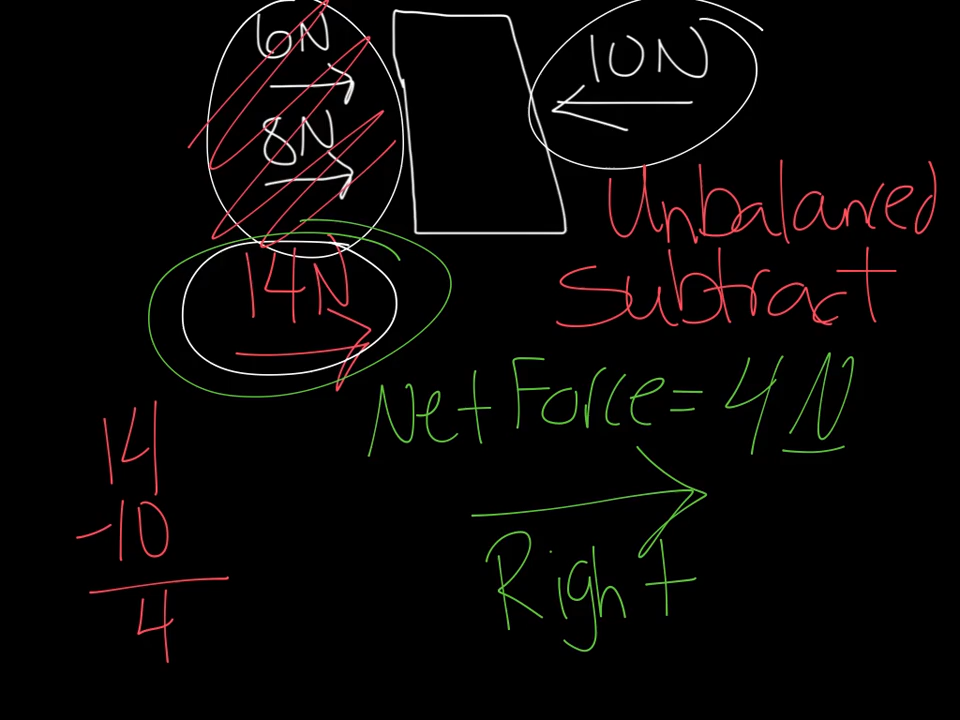 6N
10N
8N
Unbalanced
Subtract
14N
Net Force = 4N
14
-10
4
Right